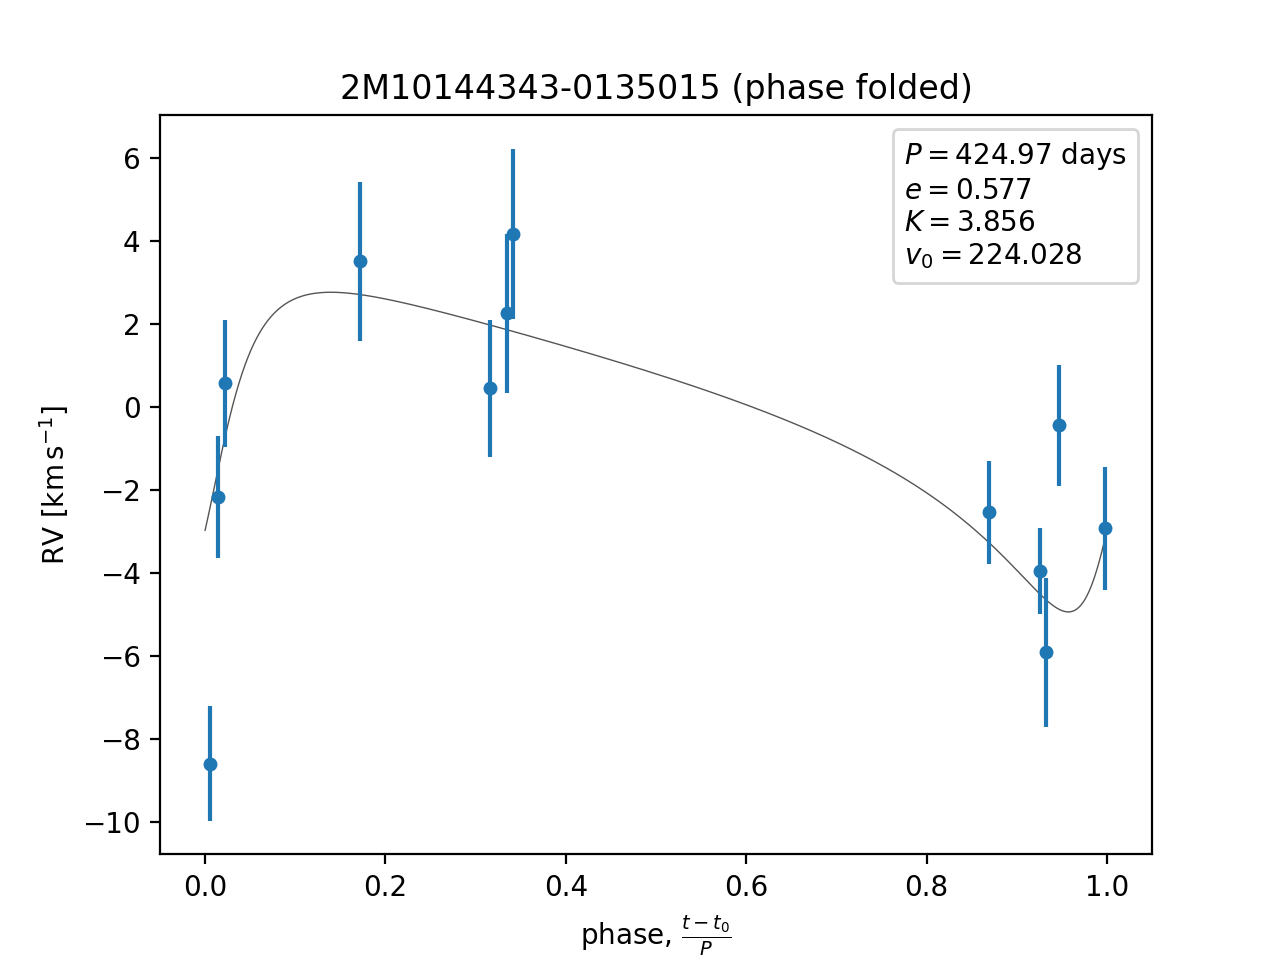 2M10144343-0135015 (phase folded)
P = 424.97 days
e = 0.577
K = 3.856
v₀ = 224.028
6
4
2
0
−2
−4
−6
−8
−10
RV [km s⁻¹]
0.0 0.2 0.4 0.6 0.8 1.0
phase, (t − t₀)/P